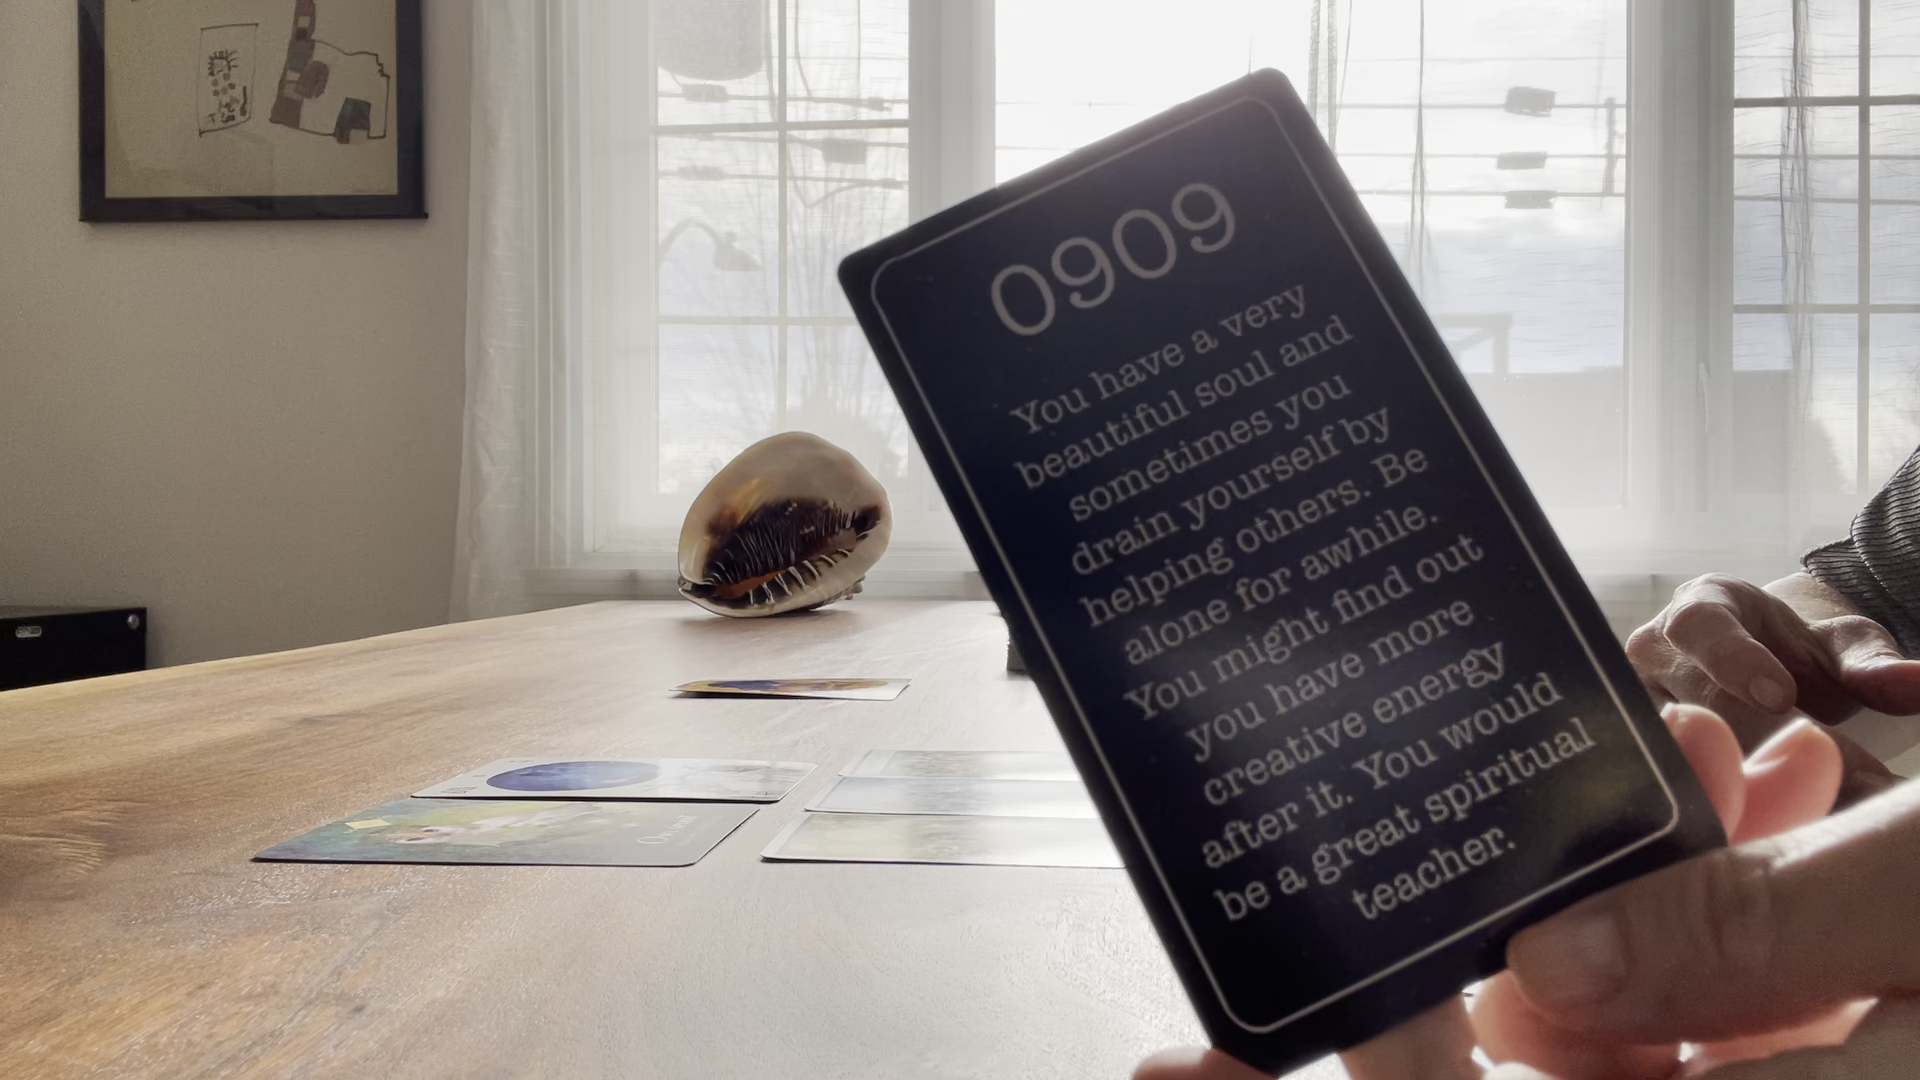 0909
You have a very
beautiful soul and
sometimes you
drain yourself by
helping others. Be
alone for awhile.
You might find out
you have more
creative energy
after it. You would
be a great spiritual
teacher.